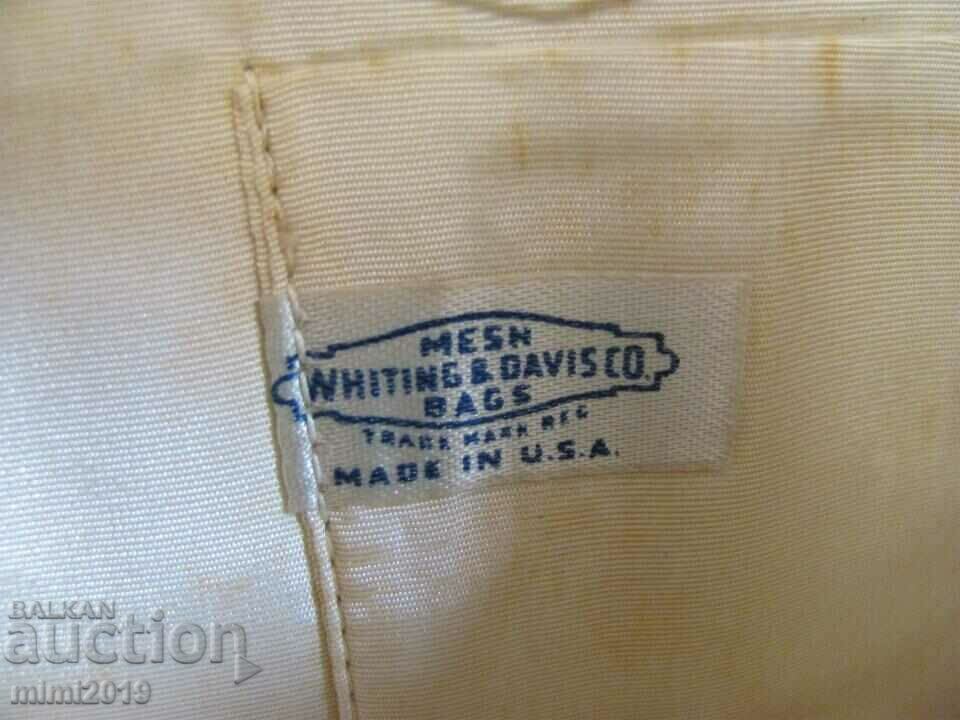 MESH
WHITING & DAVIS CO.
BAGS
TRADE MARK REG
MADE IN U.S.A.
BALKAN
auction
mimi2019